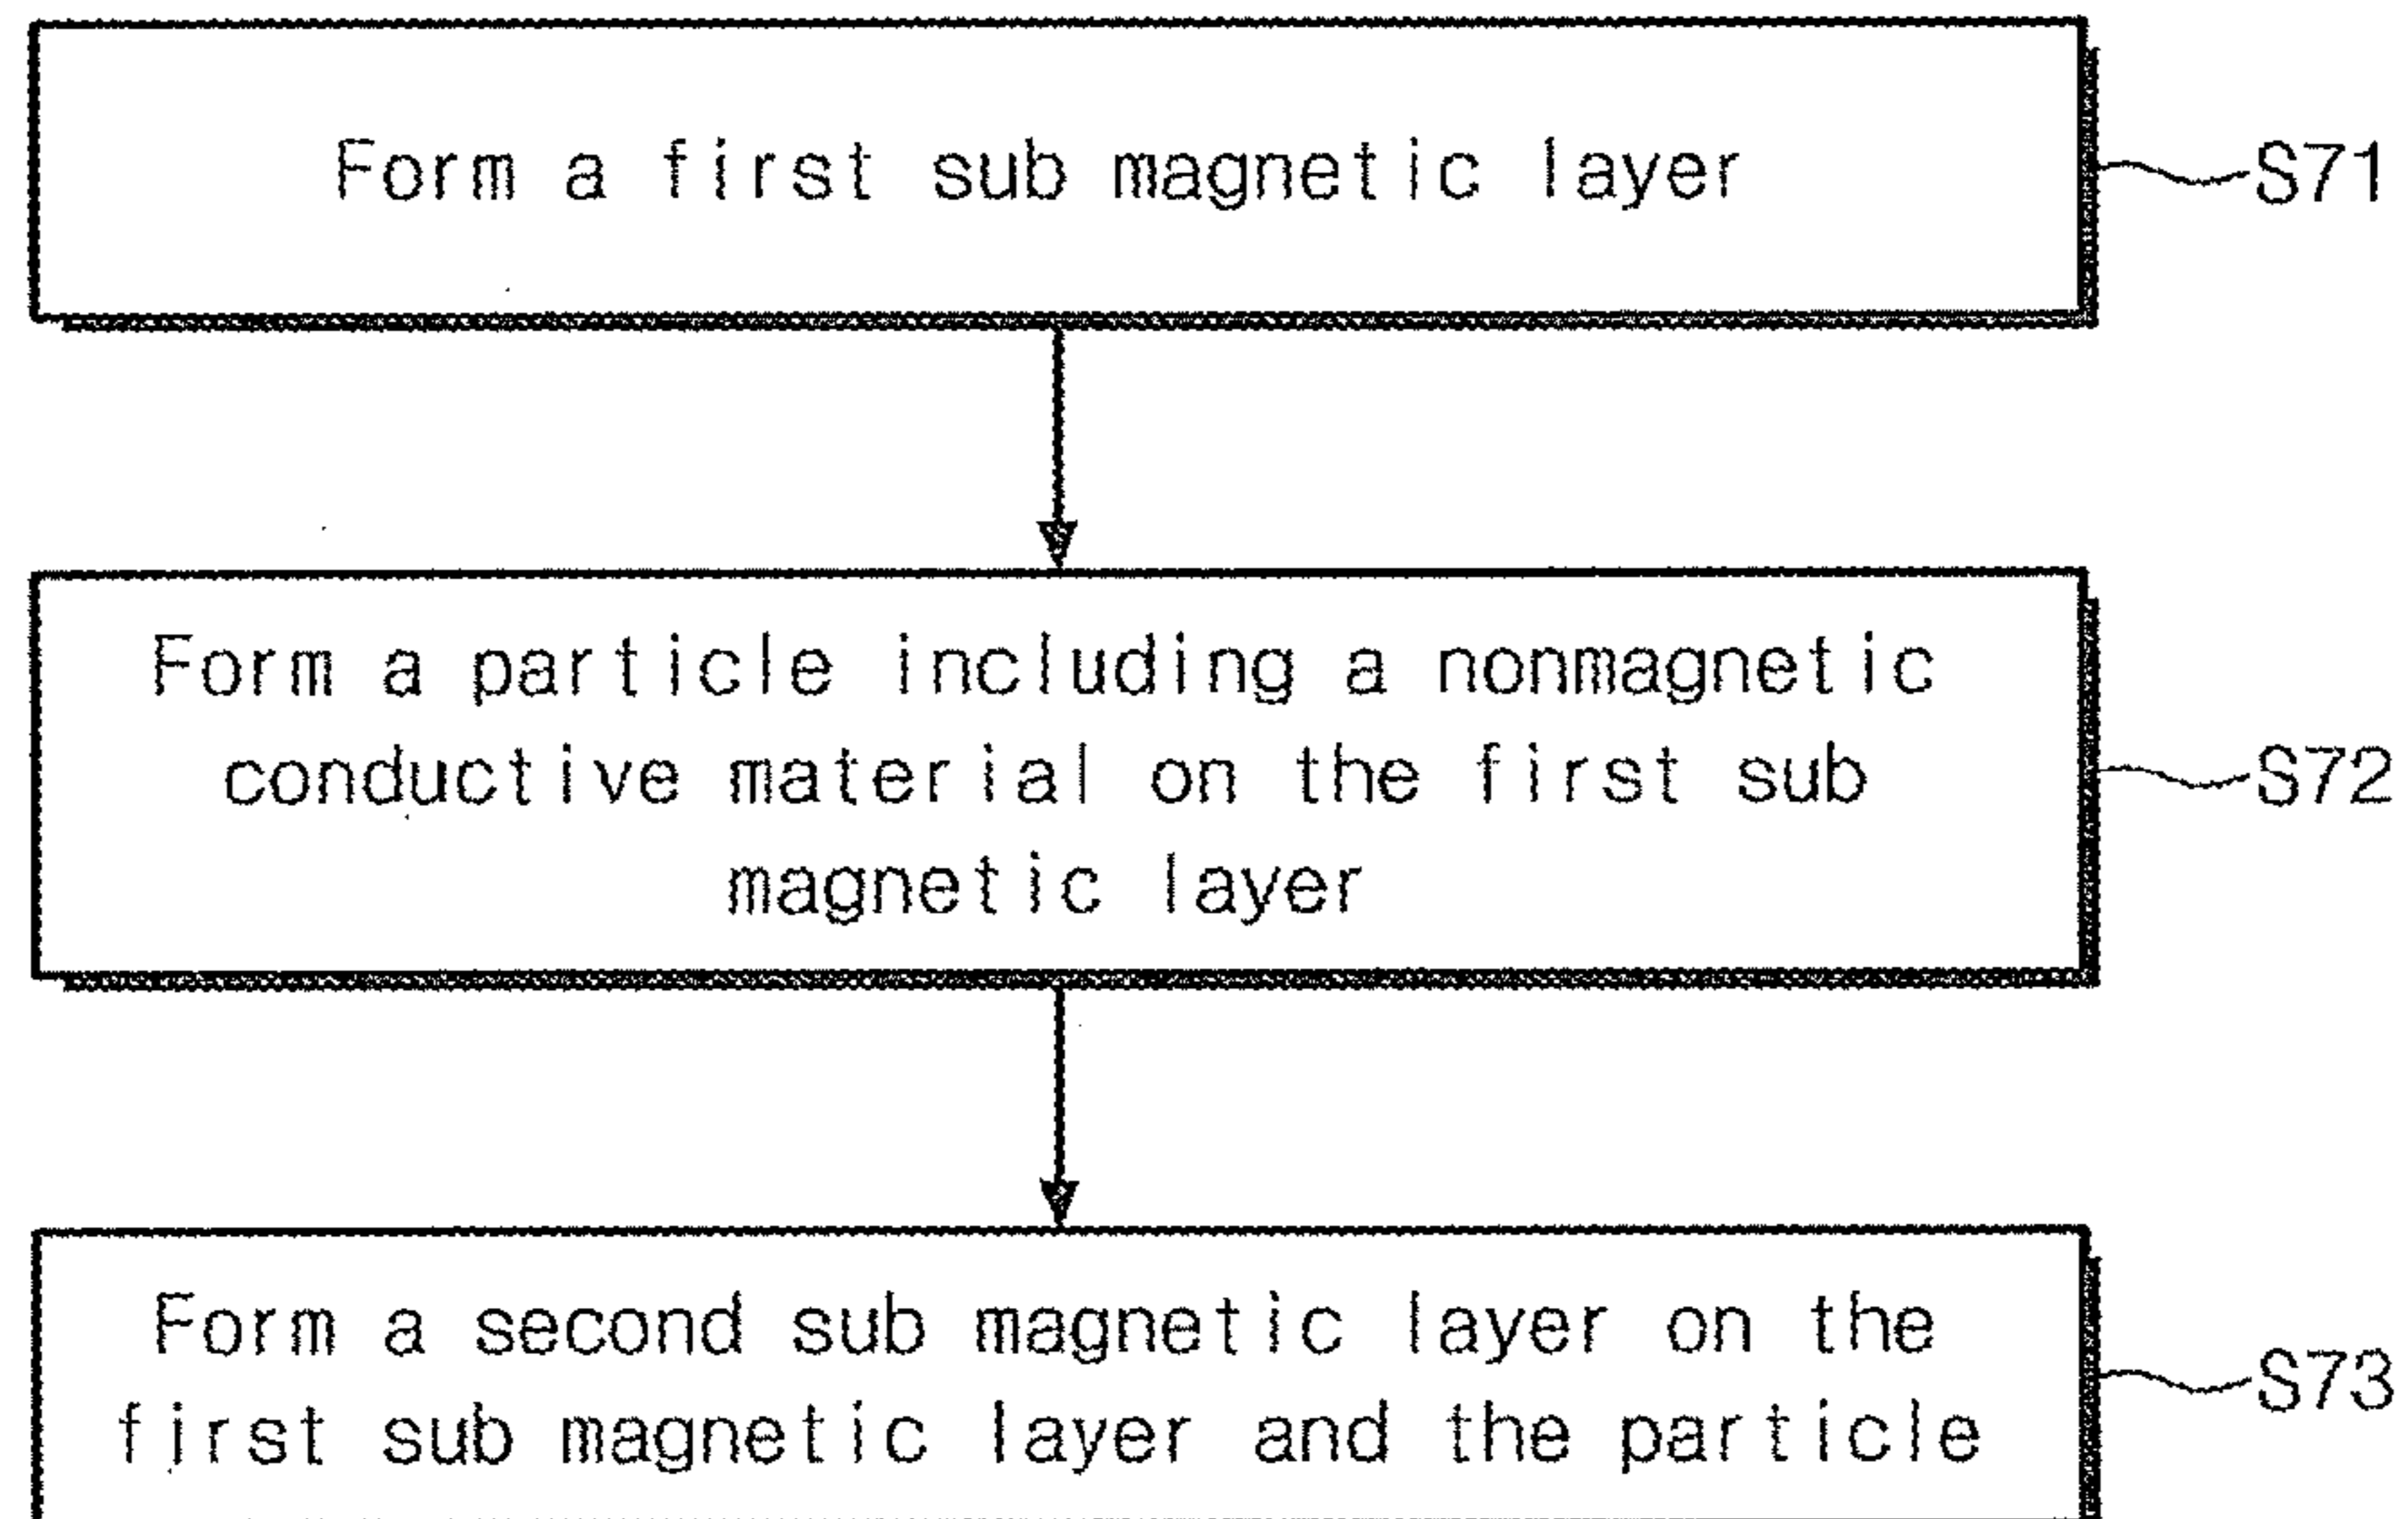 Form a first sub magnetic layer
S71
Form a particle including a nonmagnetic
conductive material on the first sub
magnetic layer
S72
Form a second sub magnetic layer on the
first sub magnetic layer and the particle
S73